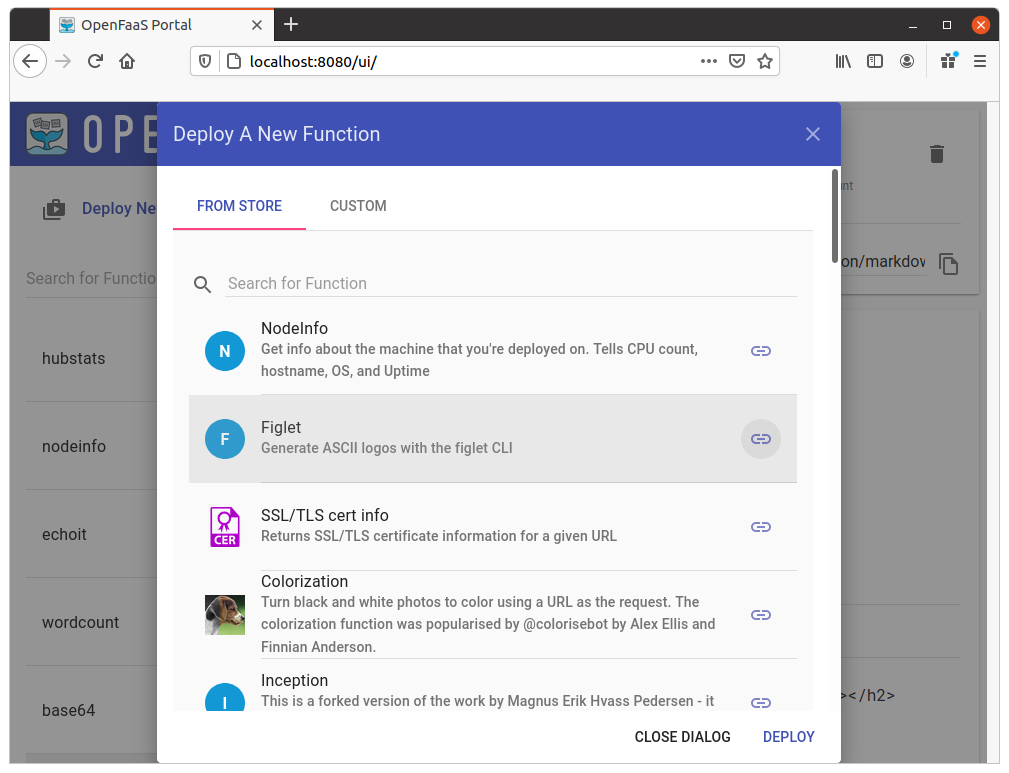 OpenFaaS Portal
localhost:8080/ui/
OPE
Deploy A New Function
Deploy Ne
FROM STORE
CUSTOM
Search for Functio
Search for Function
on/markdow
hubstats
N
NodeInfo
Get info about the machine that you're deployed on. Tells CPU count,
hostname, OS, and Uptime
nodeinfo
F
Figlet
Generate ASCII logos with the figlet CLI
echoit
CER
SSL/TLS cert info
Returns SSL/TLS certificate information for a given URL
wordcount
Colorization
Turn black and white photos to color using a URL as the request. The
colorization function was popularised by @colorisebot by Alex Ellis and
Finnian Anderson.
base64
I
Inception
This is a forked version of the work by Magnus Erik Hvass Pedersen - it
></h2>
CLOSE DIALOG
DEPLOY